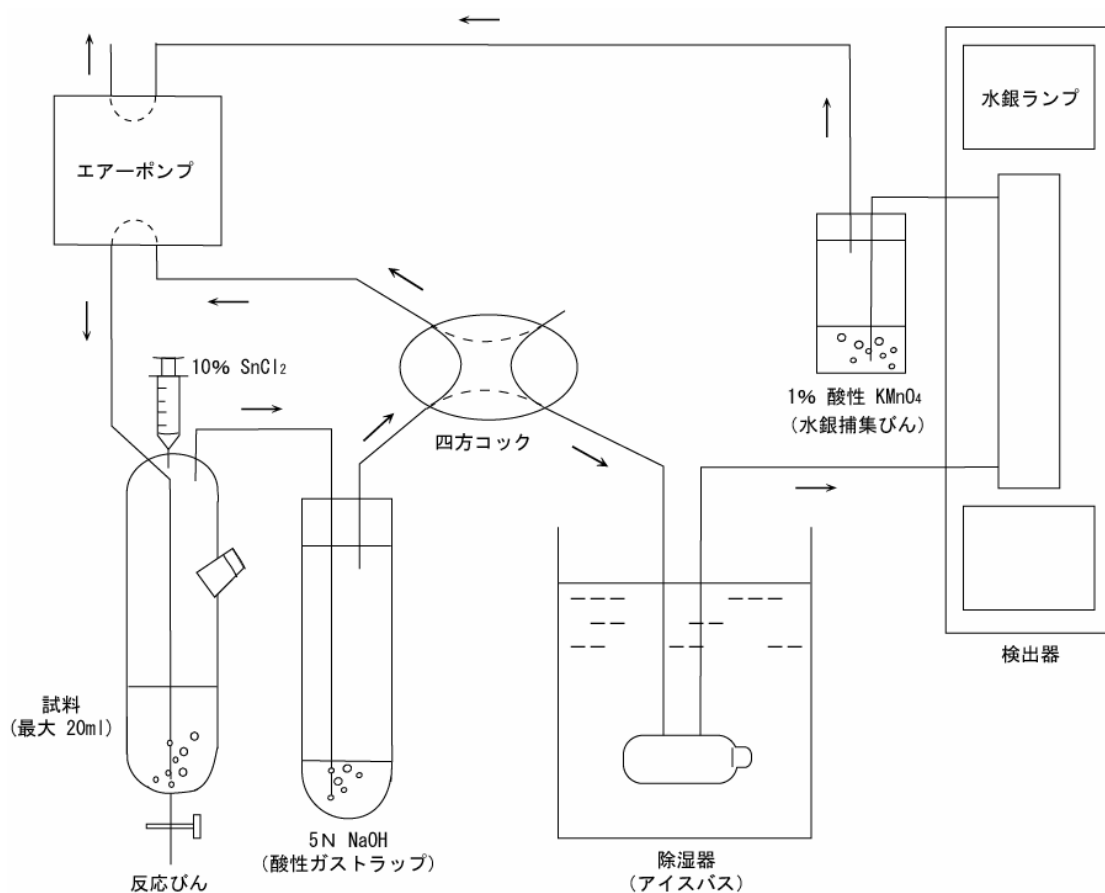 水銀ランプ
エアーポンプ
10% SnCl₂
1% 酸性 KMnO₄
(水銀捕集びん)
四方コック
検出器
試料
(最大 20ml)
5N NaOH
(酸性ガストラップ)
除湿器
(アイスバス)
反応びん